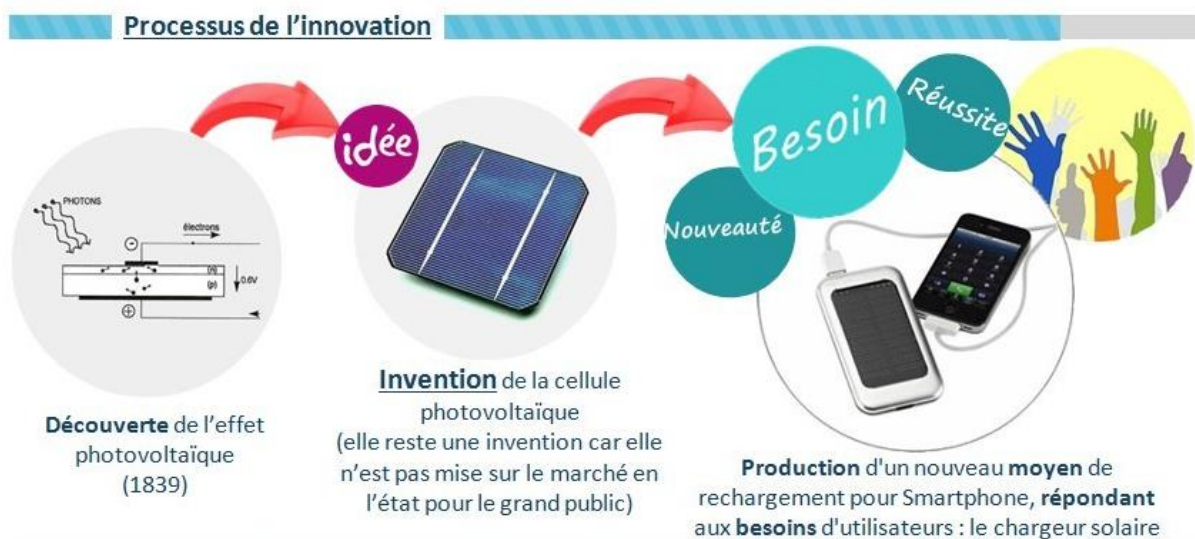 Processus de l’innovation
PHOTONS
électrons
(n)
(p)
0.6V
idée
Nouveauté
Besoin
Réussite
Découverte de l’effet
photovoltaïque
(1839)
Invention de la cellule
photovoltaïque
(elle reste une invention car elle
n’est pas mise sur le marché en
l’état pour le grand public)
Production d'un nouveau moyen de
rechargement pour Smartphone, répondant
aux besoins d'utilisateurs : le chargeur solaire